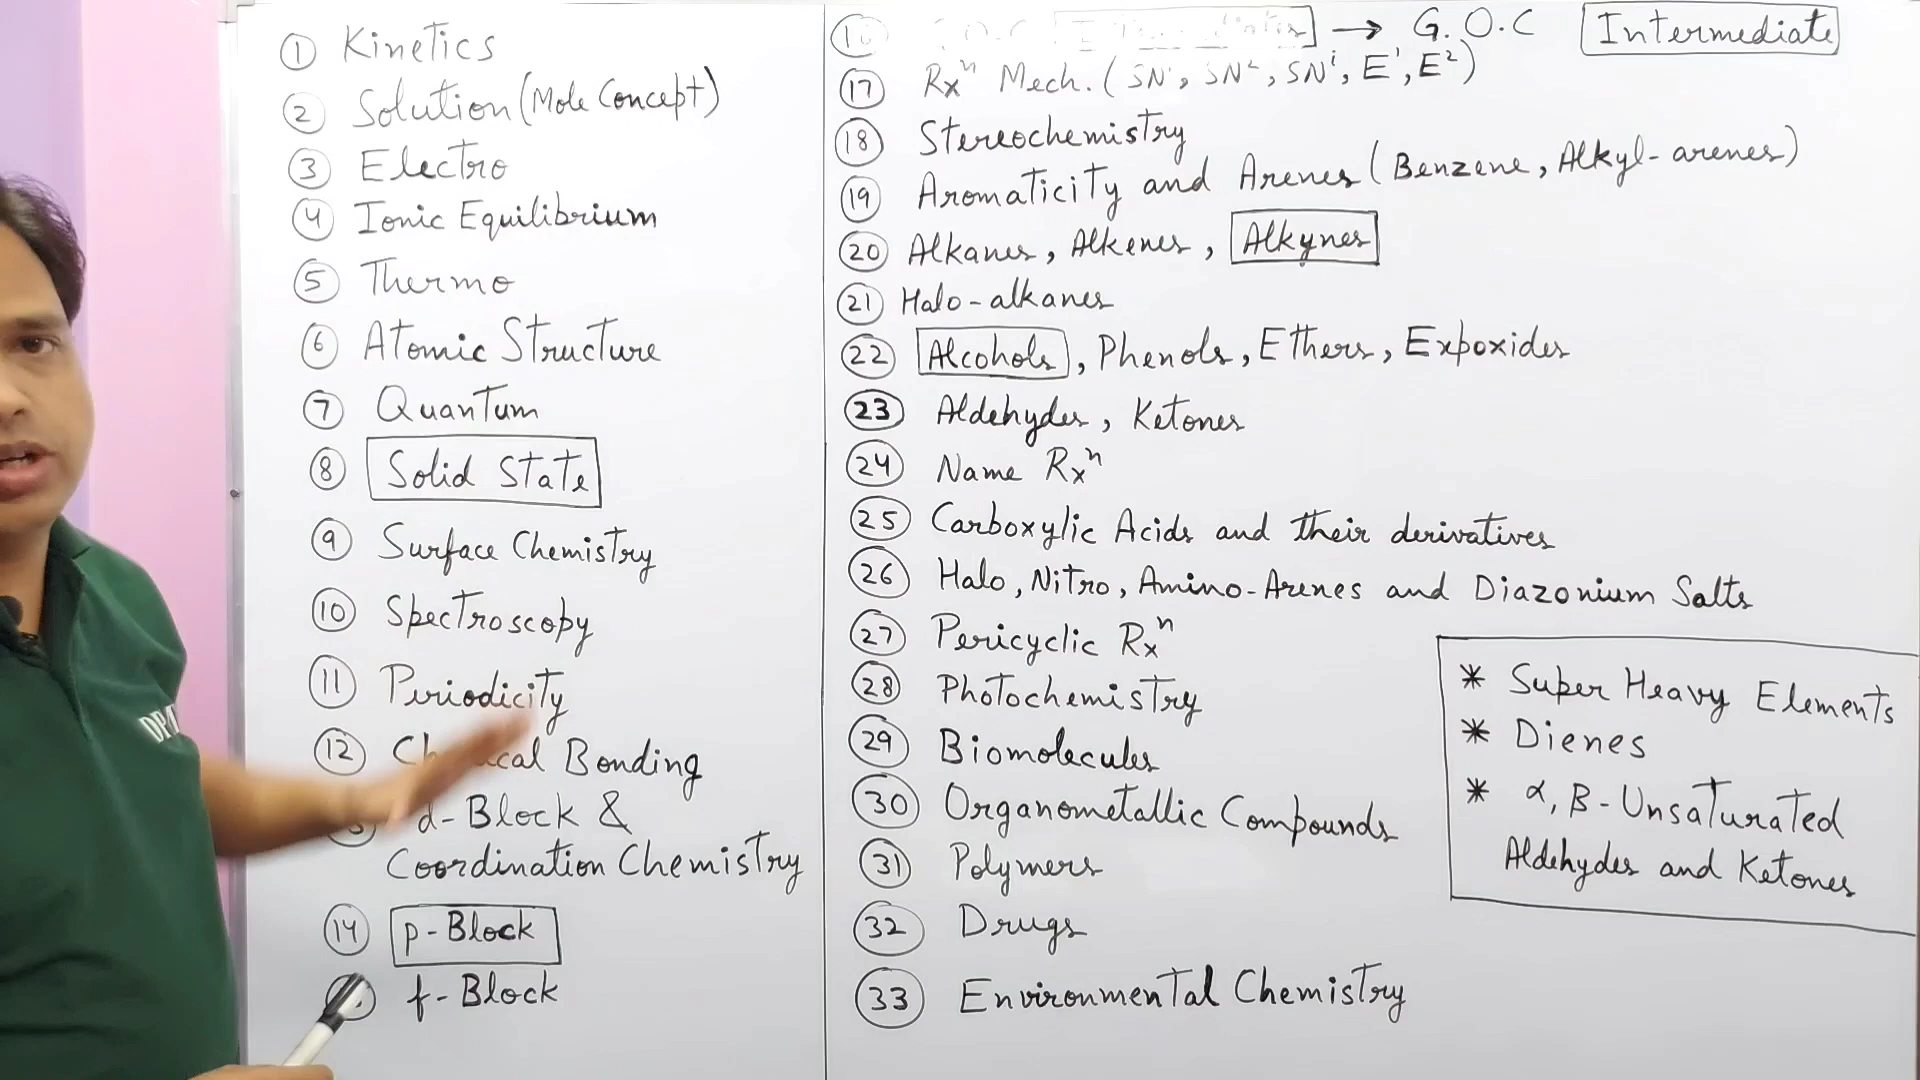 ① Kinetics
② Solution (Mole Concept)
③ Electro
④ Ionic Equilibrium
⑤ Thermo
⑥ Atomic Structure
⑦ Quantum
⑧ Solid State
⑨ Surface Chemistry
⑩ Spectroscopy
⑪ Periodicity
⑫ Chemical Bonding
d-Block &
Coordination Chemistry
⑭ p-Block
f-Block
→ G.O.C Intermediate
⑰ Rxⁿ Mech. (SN¹, SN², SNⁱ, E¹, E²)
⑱ Stereochemistry
⑲ Aromaticity and Arenes (Benzene, Alkyl-arenes)
⑳ Alkanes, Alkenes, Alkynes
㉑ Halo-alkanes
㉒ Alcohols, Phenols, Ethers, Expoxides
㉓ Aldehydes, Ketones
㉔ Name Rxⁿ
㉕ Carboxylic Acids and their derivatives
㉖ Halo, Nitro, Amino-Arenes and Diazonium Salts
㉗ Pericyclic Rxⁿ
㉘ Photochemistry
㉙ Biomolecules
㉚ Organometallic Compounds
㉛ Polymers
㉜ Drugs
㉝ Environmental Chemistry
* Super Heavy Elements
* Dienes
* α, β-Unsaturated
Aldehydes and Ketones